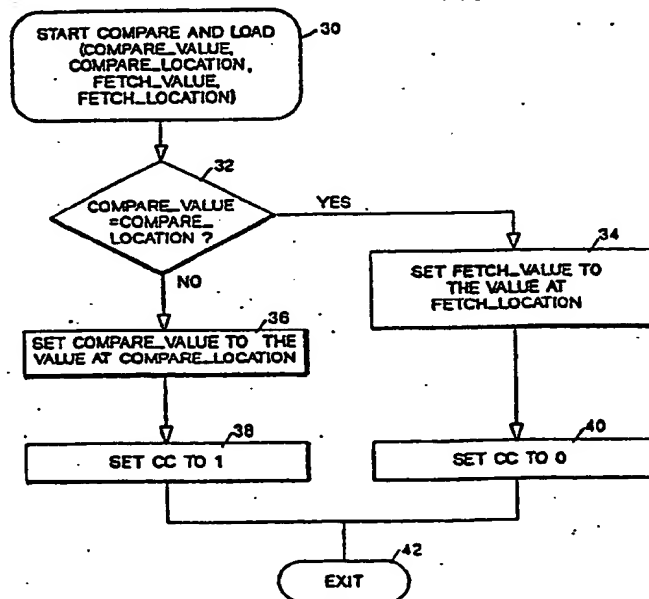 START COMPARE AND LOAD
(COMPARE_VALUE,
COMPARE_LOCATION,
FETCH_VALUE,
FETCH_LOCATION)
30
32
COMPARE_VALUE
=COMPARE_
LOCATION ?
YES
NO
34
SET FETCH_VALUE TO
THE VALUE AT
FETCH_LOCATION
36
SET COMPARE_VALUE TO THE
VALUE AT COMPARE_LOCATION
38
SET CC TO 1
40
SET CC TO 0
42
EXIT